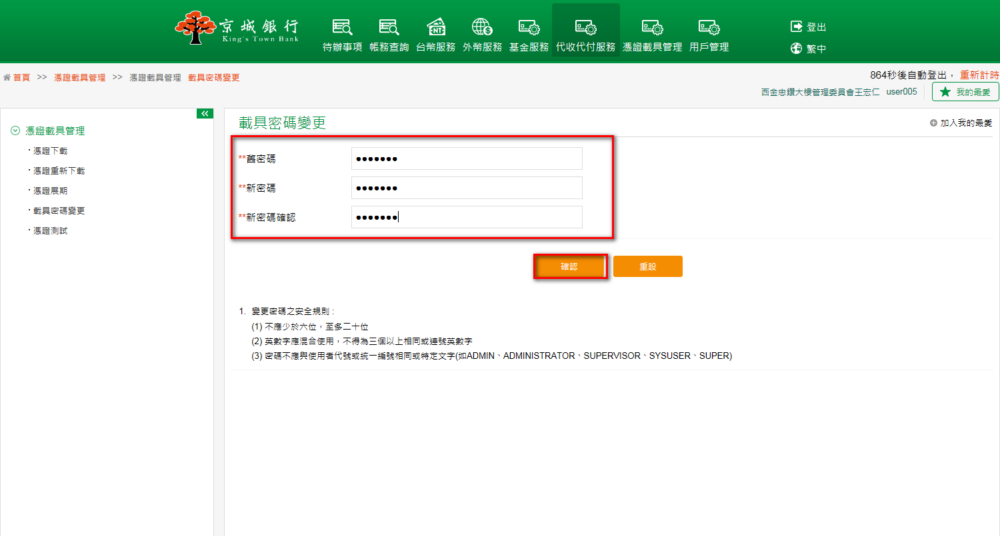 京城銀行
King's Town Bank
待辦事項 帳務查詢 台幣服務 外幣服務 基金服務 代收代付服務 憑證載具管理 用戶管理
登出
繁中
首頁 >> 憑證載具管理 >> 憑證載具管理 載具密碼變更
864秒後自動登出， 重新計時
西金忠鑽大樓管理委員會王宏仁 user005 我的最愛
憑證載具管理
‧憑證下載
‧憑證重新下載
‧憑證展期
‧載具密碼變更
‧憑證測試
載具密碼變更
加入我的最愛
**舊密碼 ●●●●●●●
**新密碼 ●●●●●●●
**新密碼確認 ●●●●●●●
確認 重設
1. 變更密碼之安全規則 :
(1) 不應少於六位，至多二十位
(2) 英數字應混合使用，不得為三個以上相同或連號英數字
(3) 密碼不應與使用者代號或統一編號相同或特定文字(如ADMIN、ADMINISTRATOR、SUPERVISOR、SYSUSER、SUPER)